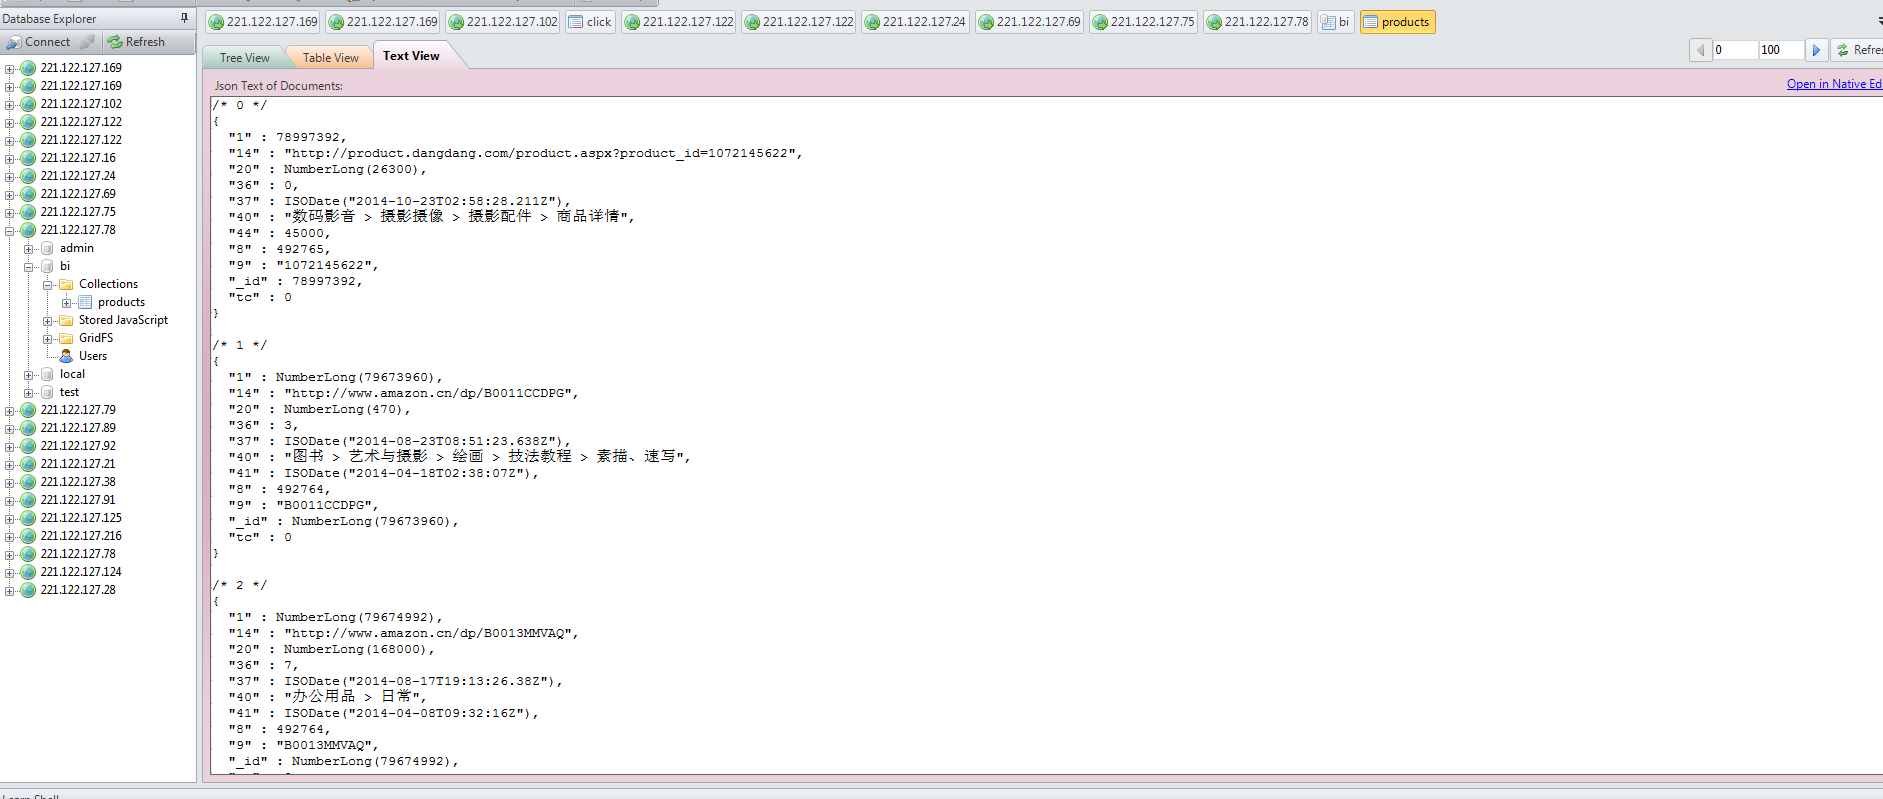 Database Explorer
Connect
Refresh
221.122.127.169
221.122.127.169
221.122.127.102
221.122.127.122
221.122.127.122
221.122.127.16
221.122.127.24
221.122.127.69
221.122.127.75
221.122.127.78
admin
bi
Collections
products
Stored JavaScript
GridFS
Users
local
test
221.122.127.79
221.122.127.89
221.122.127.92
221.122.127.21
221.122.127.38
221.122.127.91
221.122.127.125
221.122.127.216
221.122.127.78
221.122.127.124
221.122.127.28
221.122.127.169 221.122.127.169 221.122.127.102 click 221.122.127.122 221.122.127.122 221.122.127.24 221.122.127.69 221.122.127.75 221.122.127.78 bi products
Tree View Table View Text View
0 100 Refre
Json Text of Documents:
Open in Native Ed
/* 0 */
{
"1" : 78997392,
"14" : "http://product.dangdang.com/product.aspx?product_id=1072145622",
"20" : NumberLong(26300),
"36" : 0,
"37" : ISODate("2014-10-23T02:58:28.211Z"),
"40" : "数码影音 > 摄影摄像 > 摄影配件 > 商品详情",
"44" : 45000,
"8" : 492765,
"9" : "1072145622",
"_id" : 78997392,
"tc" : 0
}
/* 1 */
{
"1" : NumberLong(79673960),
"14" : "http://www.amazon.cn/dp/B0011CCDPG",
"20" : NumberLong(470),
"36" : 3,
"37" : ISODate("2014-08-23T08:51:23.638Z"),
"40" : "图书 > 艺术与摄影 > 绘画 > 技法教程 > 素描、速写",
"41" : ISODate("2014-04-18T02:38:07Z"),
"8" : 492764,
"9" : "B0011CCDPG",
"_id" : NumberLong(79673960),
"tc" : 0
}
/* 2 */
{
"1" : NumberLong(79674992),
"14" : "http://www.amazon.cn/dp/B0013MMVAQ",
"20" : NumberLong(168000),
"36" : 7,
"37" : ISODate("2014-08-17T19:13:26.38Z"),
"40" : "办公用品 > 日常",
"41" : ISODate("2014-04-08T09:32:16Z"),
"8" : 492764,
"9" : "B0013MMVAQ",
"_id" : NumberLong(79674992),